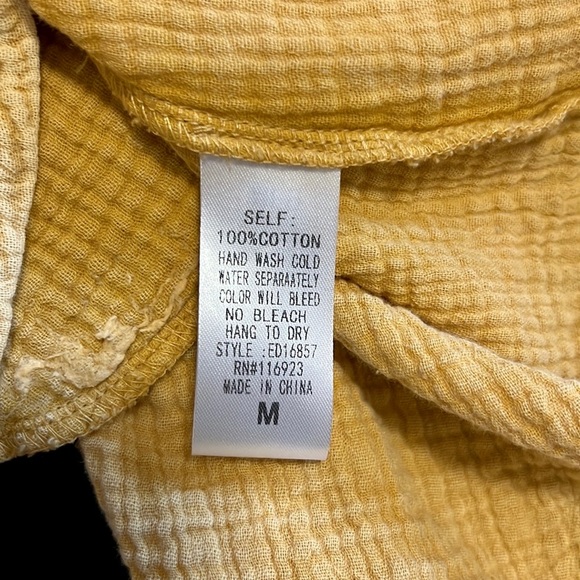 SELF:
100%COTTON
HAND WASH COLD
WATER SEPARAATELY
COLOR WILL BLEED
NO BLEACH
HANG TO DRY
STYLE :ED16857
RN#116923
MADE IN CHINA
M